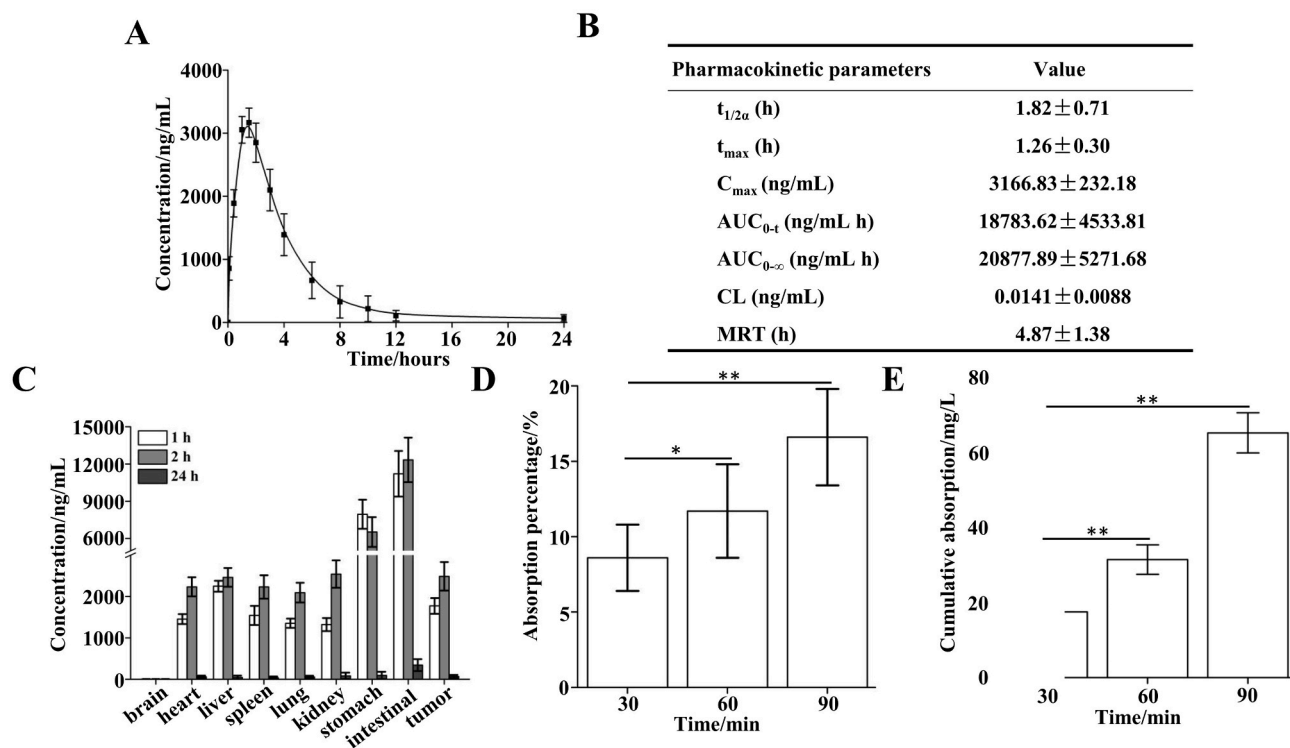 A
Concentration/ng/mL
4000
3000
2000
1000
0
0 4 8 12 16 20 24
Time/hours
B
Pharmacokinetic parameters Value
t1/2α (h) 1.82±0.71
tmax (h) 1.26±0.30
Cmax (ng/mL) 3166.83±232.18
AUC0-t (ng/mL h) 18783.62±4533.81
AUC0-∞ (ng/mL h) 20877.89±5271.68
CL (ng/mL) 0.0141±0.0088
MRT (h) 4.87±1.38
C
Concentration/ng/mL
15000
12000
9000
6000
2000
1000
0
1 h
2 h
24 h
brain heart liver spleen lung kidney stomach intestinal tumor
D
Absorption percentage/%
20
15
10
5
0
**
*
30 60 90
Time/min
E
Cumulative absorption/mg/L
80
60
40
20
0
**
**
30 60 90
Time/min